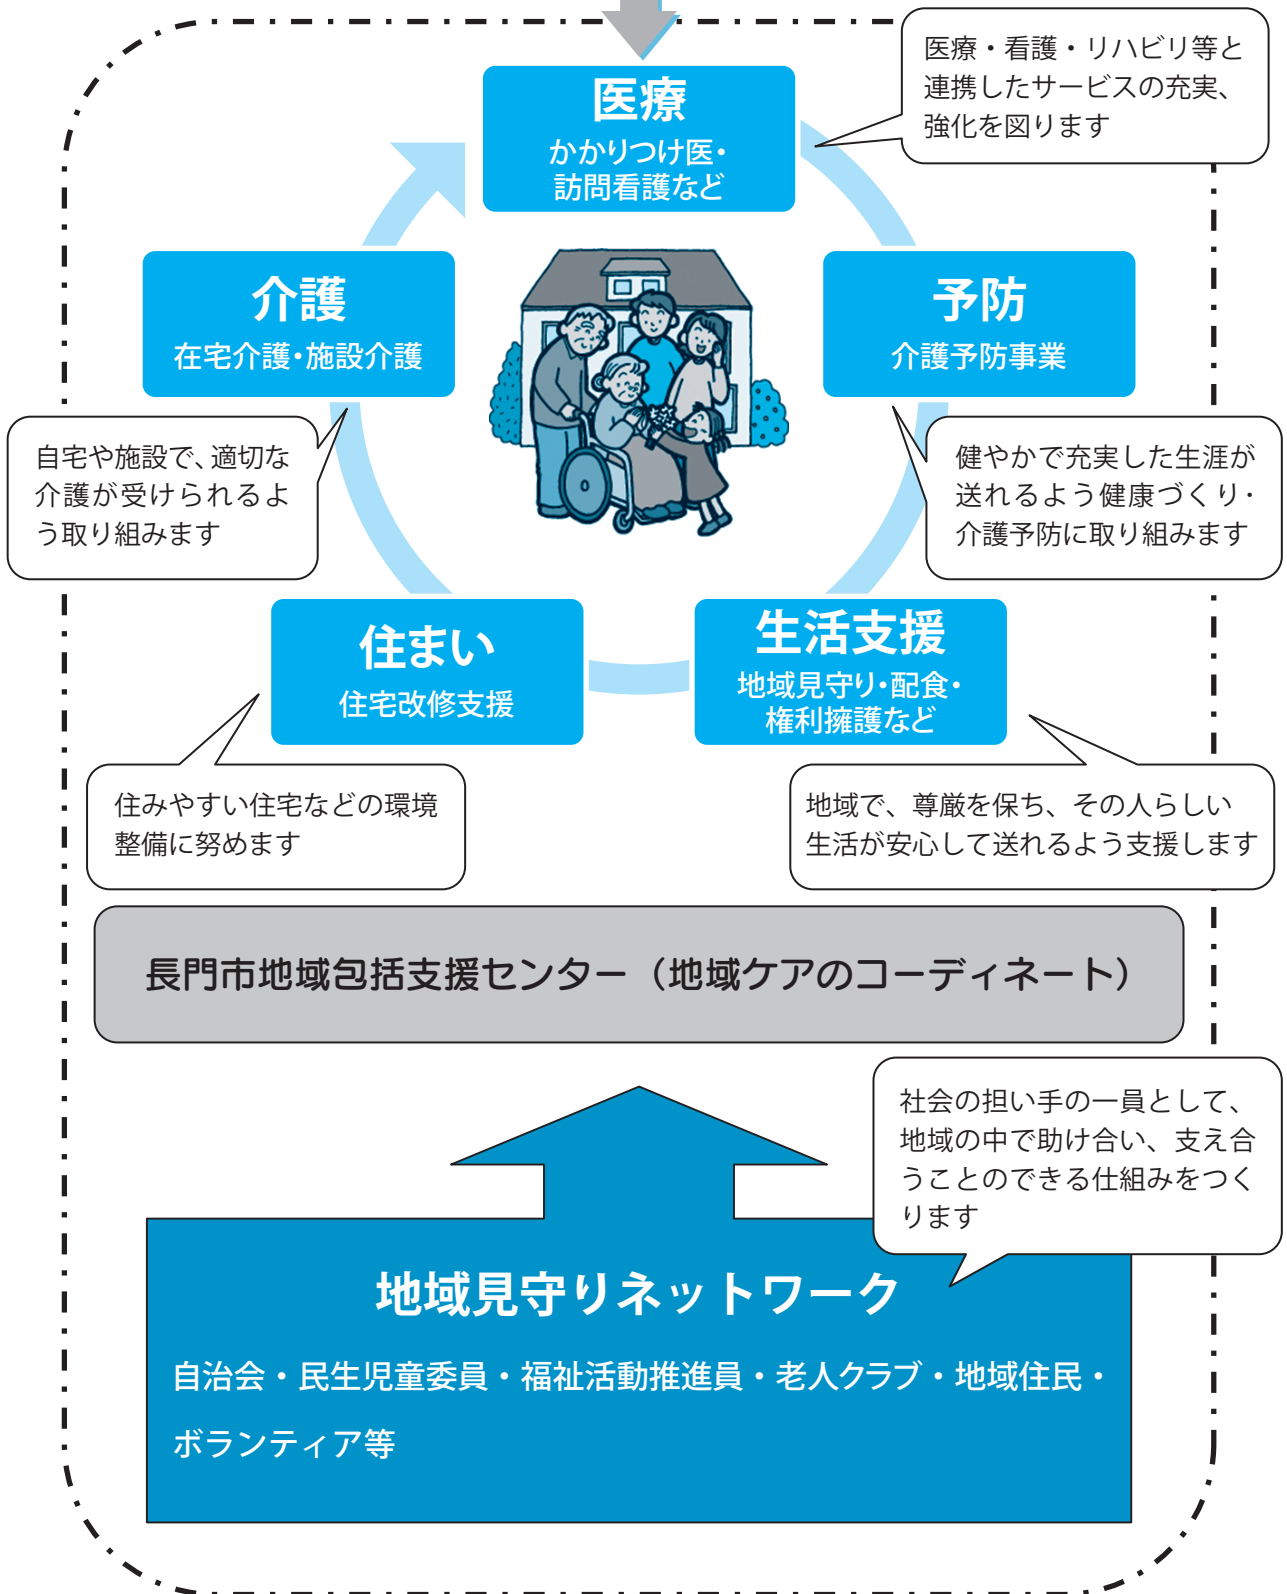 医療
かかりつけ医・
訪問看護など
医療・看護・リハビリ等と
連携したサービスの充実、
強化を図ります
介護
在宅介護・施設介護
予防
介護予防事業
自宅や施設で、適切な
介護が受けられるよ
う取り組みます
健やかで充実した生涯が
送れるよう健康づくり・
介護予防に取り組みます
住まい
住宅改修支援
生活支援
地域見守り・配食・
権利擁護など
住みやすい住宅などの環境
整備に努めます
地域で、尊厳を保ち、その人らしい
生活が安心して送れるよう支援します
長門市地域包括支援センター（地域ケアのコーディネート）
社会の担い手の一員として、
地域の中で助け合い、支え合
うことのできる仕組みをつく
ります
地域見守りネットワーク
自治会・民生児童委員・福祉活動推進員・老人クラブ・地域住民・
ボランティア等